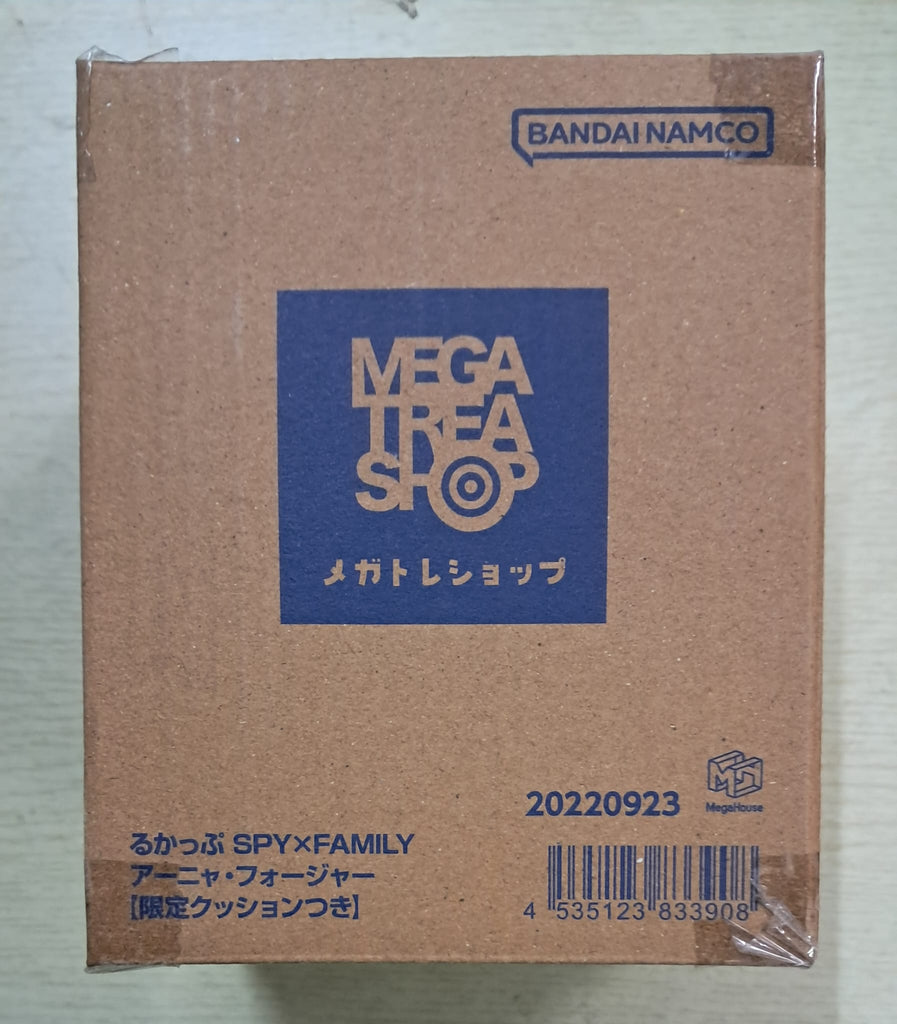 BANDAI NAMCO
MEGA
TREA
SHOP
メガトレショップ
20220923
MegaHouse
るかっぷ SPY×FAMILY
アーニャ・フォージャー
【限定クッションつき】
4 535123 833908